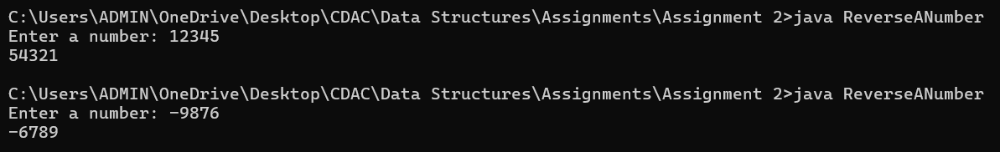 C:\Users\ADMIN\OneDrive\Desktop\CDAC\Data Structures\Assignments\Assignment 2>java ReverseANumber
Enter a number: 12345
54321
C:\Users\ADMIN\OneDrive\Desktop\CDAC\Data Structures\Assignments\Assignment 2>java ReverseANumber
Enter a number: -9876
-6789